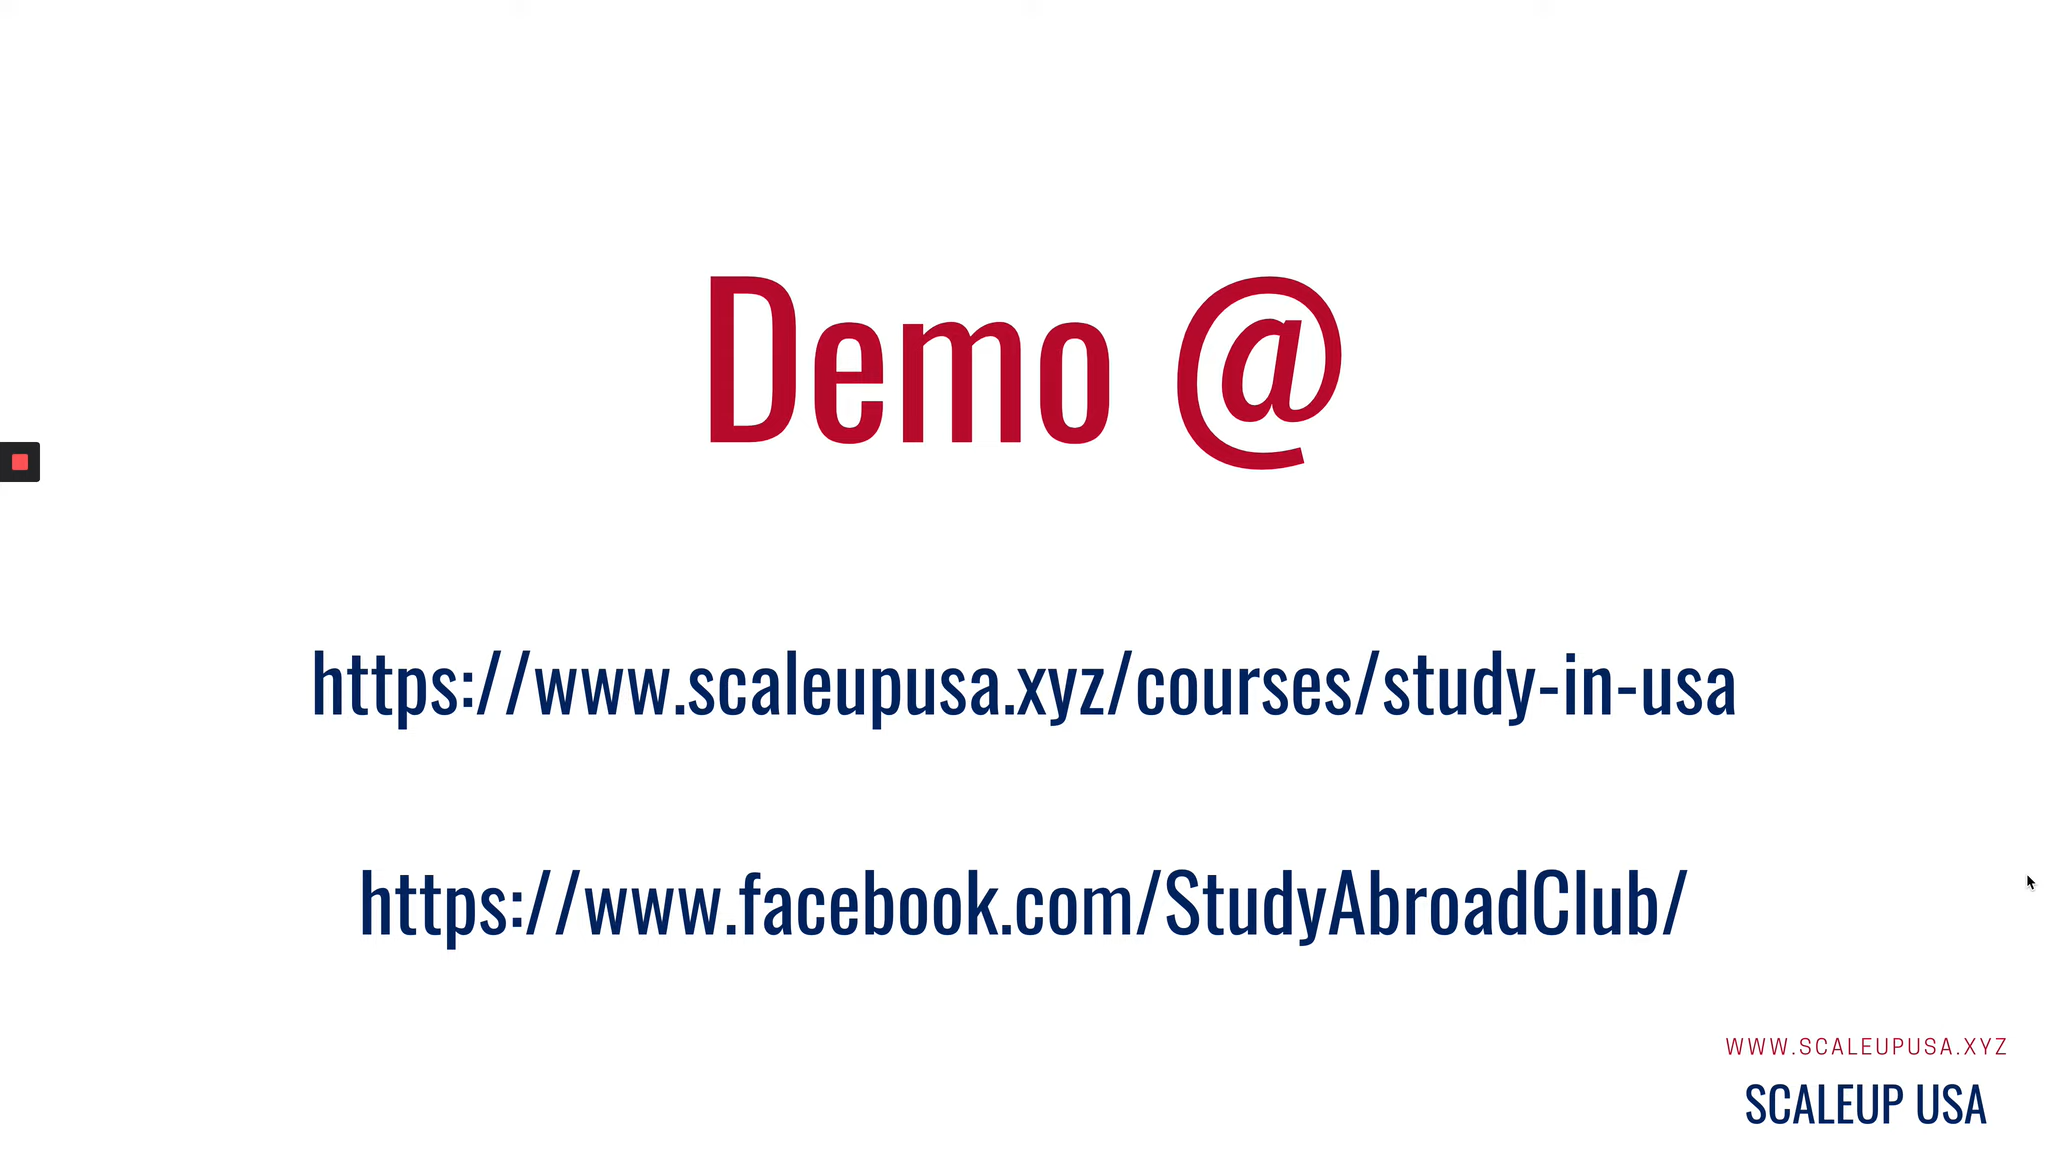 Demo @
https://www.scaleupusa.xyz/courses/study-in-usa
https://www.facebook.com/StudyAbroadClub/
WWW.SCALEUPUSA.XYZ
SCALEUP USA